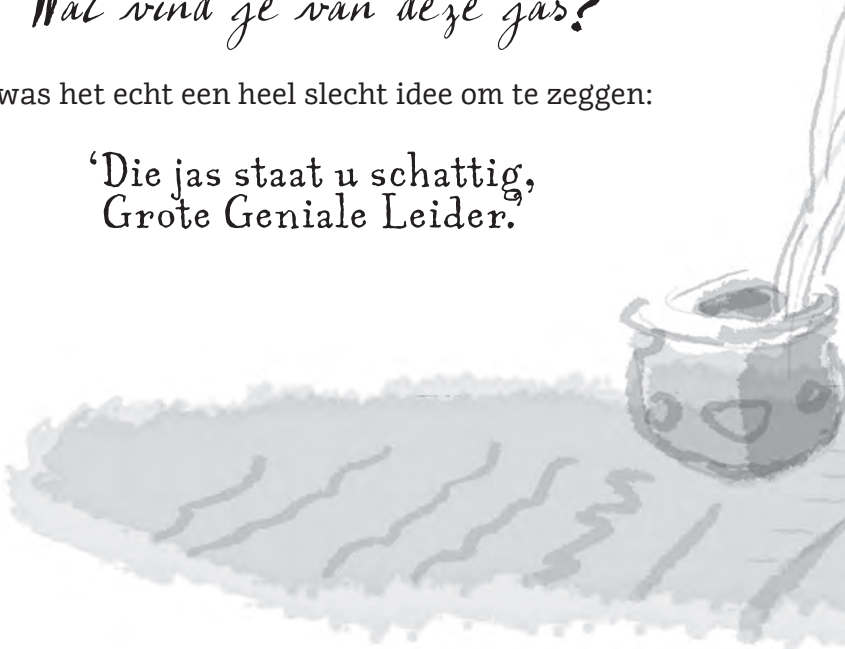 Wat vind je van deze jas?
was het echt een heel slecht idee om te zeggen:
‘Die jas staat u schattig,
Grote Geniale Leider.’